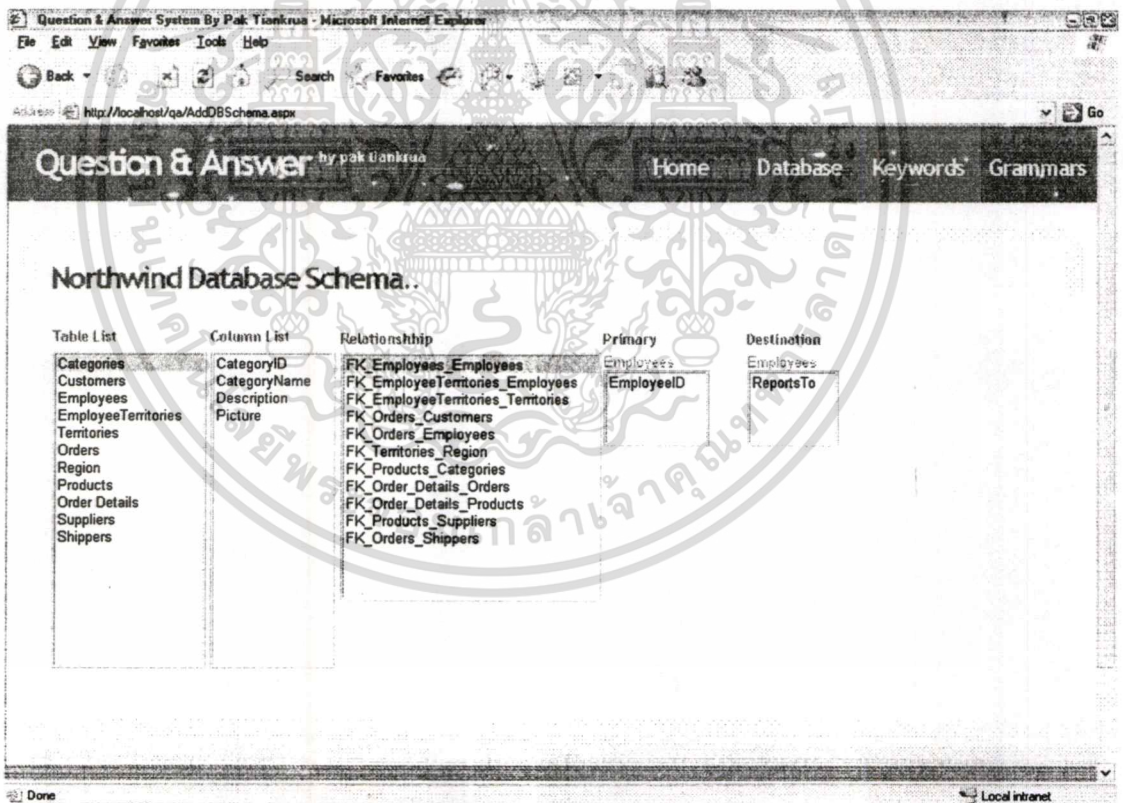 Question & Answer System By Pak Tiankrua - Microsoft Internet Explorer
File Edit View Favorites Tools Help
Back Search Favorites
Address http://localhost/qa/AddDBSchema.aspx Go
Question & Answer by pak tiankrua Home Database Keywords Grammars
Northwind Database Schema..
Table List
Categories
Customers
Employees
EmployeeTerritories
Territories
Orders
Region
Products
Order Details
Suppliers
Shippers
Column List
CategoryID
CategoryName
Description
Picture
Relationshhip
FK_Employees_Employees
FK_EmployeeTerritories_Employees
FK_EmployeeTerritories_Territories
FK_Orders_Customers
FK_Orders_Employees
FK_Territories_Region
FK_Products_Categories
FK_Order_Details_Orders
FK_Order_Details_Products
FK_Products_Suppliers
FK_Orders_Shippers
Primary
Employees
EmployeeID
Destination
Employees
ReportsTo
Done Local intranet